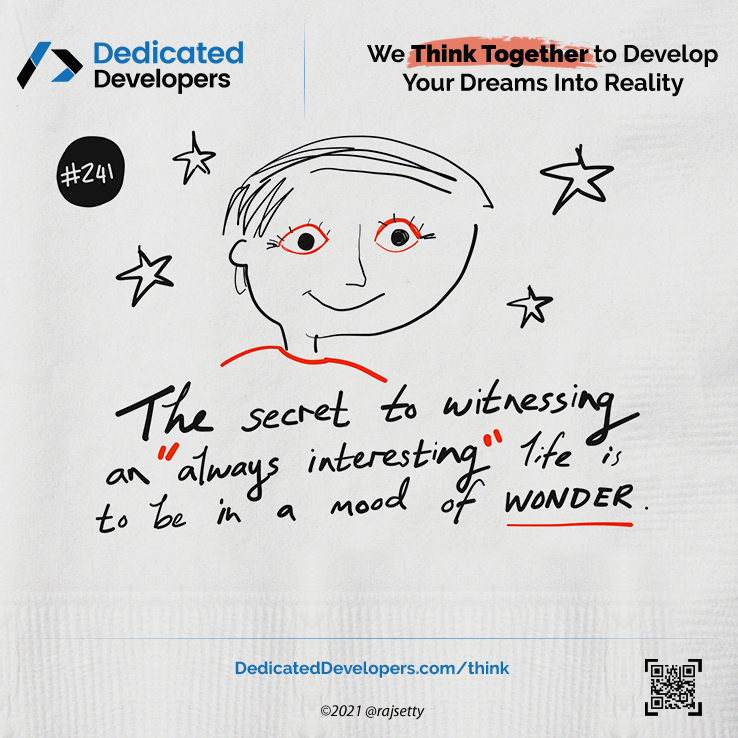 Dedicated
Developers
We Think Together to Develop
Your Dreams Into Reality
#241
The secret to witnessing
an "always interesting" life is
to be in a mood of WONDER.
DedicatedDevelopers.com/think
©2021 @rajsetty